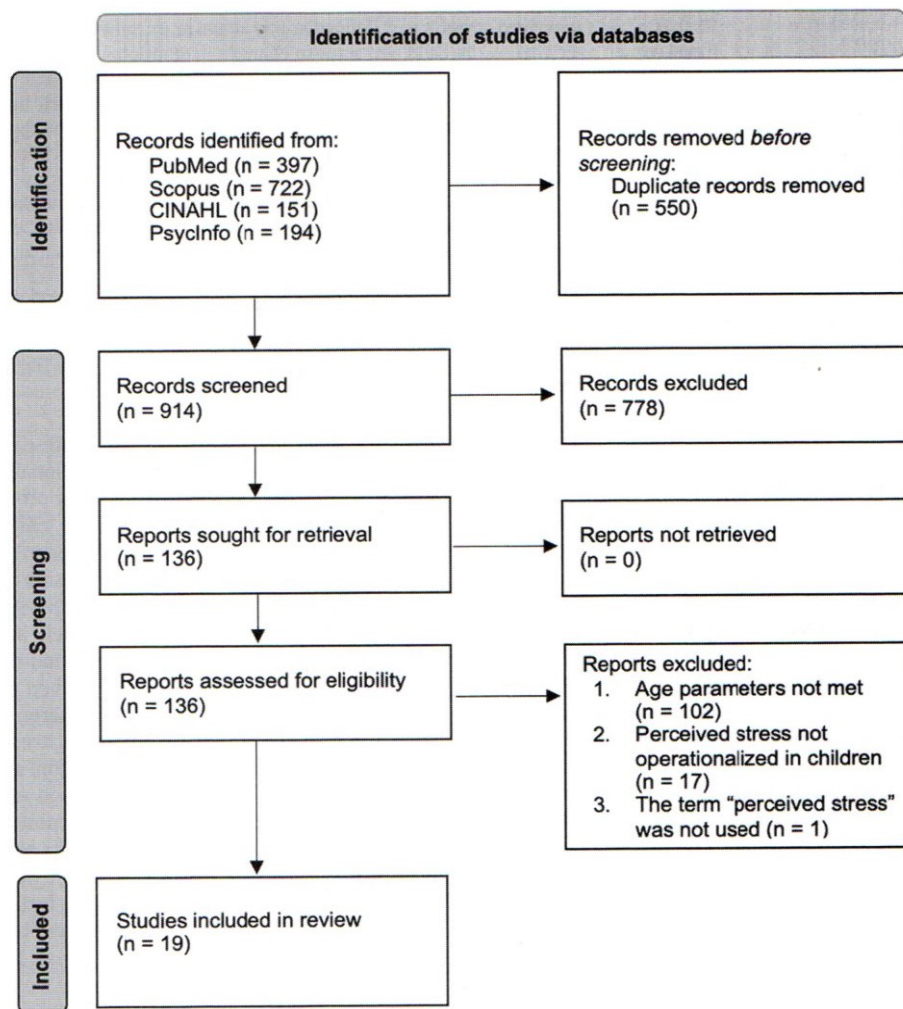 Identification of studies via databases
Identification
Records identified from:
PubMed (n = 397)
Scopus (n = 722)
CINAHL (n = 151)
PsycInfo (n = 194)
Records removed before
screening:
Duplicate records removed
(n = 550)
Screening
Records screened
(n = 914)
Records excluded
(n = 778)
Reports sought for retrieval
(n = 136)
Reports not retrieved
(n = 0)
Reports assessed for eligibility
(n = 136)
Reports excluded:
1. Age parameters not met
(n = 102)
2. Perceived stress not
operationalized in children
(n = 17)
3. The term “perceived stress”
was not used (n = 1)
Included
Studies included in review
(n = 19)